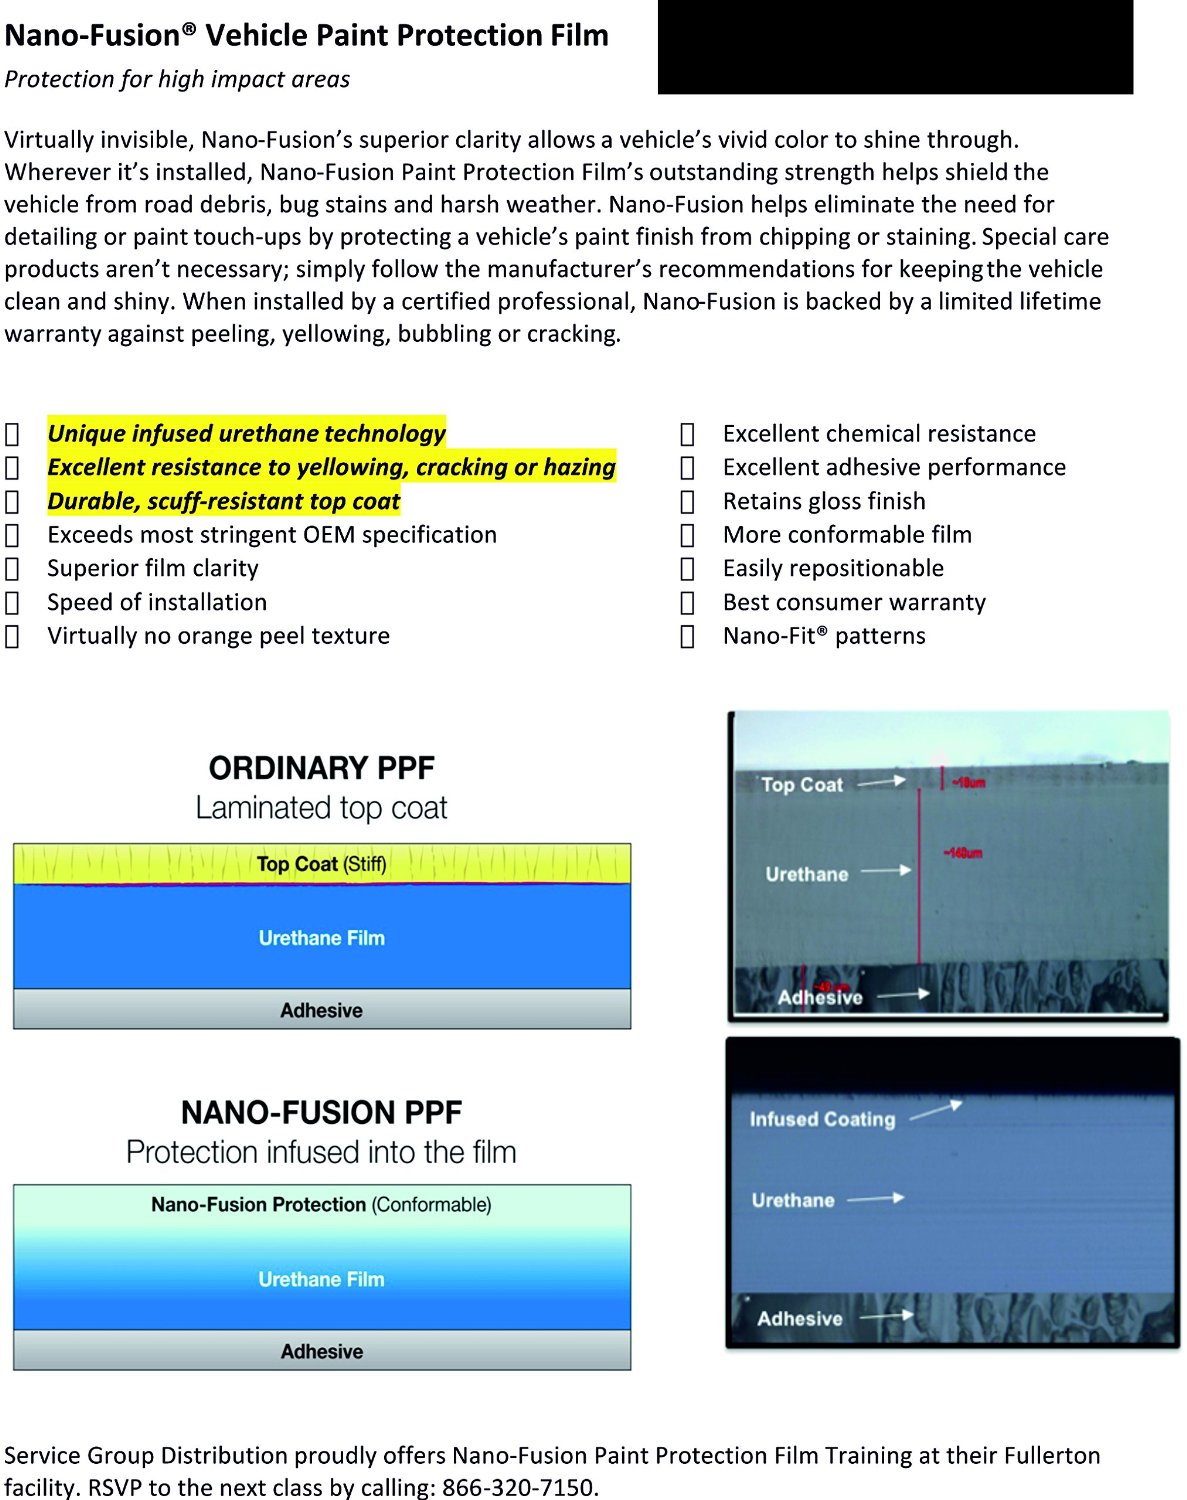 Nano-Fusion® Vehicle Paint Protection Film
Protection for high impact areas
Virtually invisible, Nano-Fusion’s superior clarity allows a vehicle’s vivid color to shine through.
Wherever it’s installed, Nano-Fusion Paint Protection Film’s outstanding strength helps shield the
vehicle from road debris, bug stains and harsh weather. Nano-Fusion helps eliminate the need for
detailing or paint touch-ups by protecting a vehicle’s paint finish from chipping or staining. Special care
products aren’t necessary; simply follow the manufacturer’s recommendations for keeping the vehicle
clean and shiny. When installed by a certified professional, Nano-Fusion is backed by a limited lifetime
warranty against peeling, yellowing, bubbling or cracking.
Unique infused urethane technology
Excellent resistance to yellowing, cracking or hazing
Durable, scuff-resistant top coat
Exceeds most stringent OEM specification
Superior film clarity
Speed of installation
Virtually no orange peel texture
Excellent chemical resistance
Excellent adhesive performance
Retains gloss finish
More conformable film
Easily repositionable
Best consumer warranty
Nano-Fit® patterns
ORDINARY PPF
Laminated top coat
Top Coat (Stiff)
Urethane Film
Adhesive
Top Coat
Urethane
~140um
Adhesive
NANO-FUSION PPF
Protection infused into the film
Nano-Fusion Protection (Conformable)
Urethane Film
Adhesive
Infused Coating
Urethane
Adhesive
Service Group Distribution proudly offers Nano-Fusion Paint Protection Film Training at their Fullerton
facility. RSVP to the next class by calling: 866-320-7150.